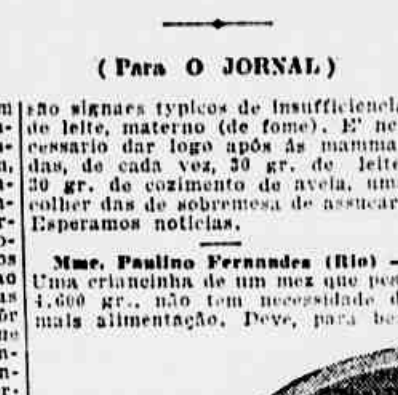 (Para O JORNAL)
são signaes typicos de insufficiencia
de leite, materno (de fome). E' ne-
cessario dar logo após ás mamma-
das, de cada vez, 30 gr. de leite
30 gr. de cozimento de aveia, uma
colher das de sobremesa de assucar.
Esperamos noticias.
Mme. Paulino Fernandes (Rio) —
Uma criancinha de um mez que pesa
4.600 gr., não tem necessidade d
mais alimentação. Deve, para be